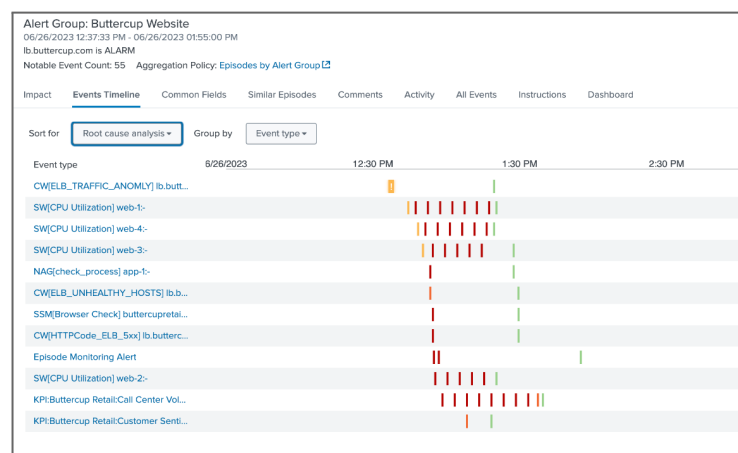 Alert Group: Buttercup Website
06/26/2023 12:37:33 PM - 06/26/2023 01:55:00 PM
lb.buttercup.com is ALARM
Notable Event Count: 55 Aggregation Policy: Episodes by Alert Group
Impact Events Timeline Common Fields Similar Episodes Comments Activity All Events Instructions Dashboard
Sort for Root cause analysis Group by Event type
Event type 6/26/2023 12:30 PM 1:30 PM 2:30 PM
CW[ELB_TRAFFIC_ANOMLY] lb.butt...
SW[CPU Utilization] web-1:-
SW[CPU Utilization] web-4:-
SW[CPU Utilization] web-3:-
NAG[check_process] app-1:-
CW[ELB_UNHEALTHY_HOSTS] lb.b...
SSM[Browser Check] buttercupretai...
CW[HTTPCode_ELB_5xx] lb.butterc...
Episode Monitoring Alert
SW[CPU Utilization] web-2:-
KPI:Buttercup Retail:Call Center Vol...
KPI:Buttercup Retail:Customer Senti...